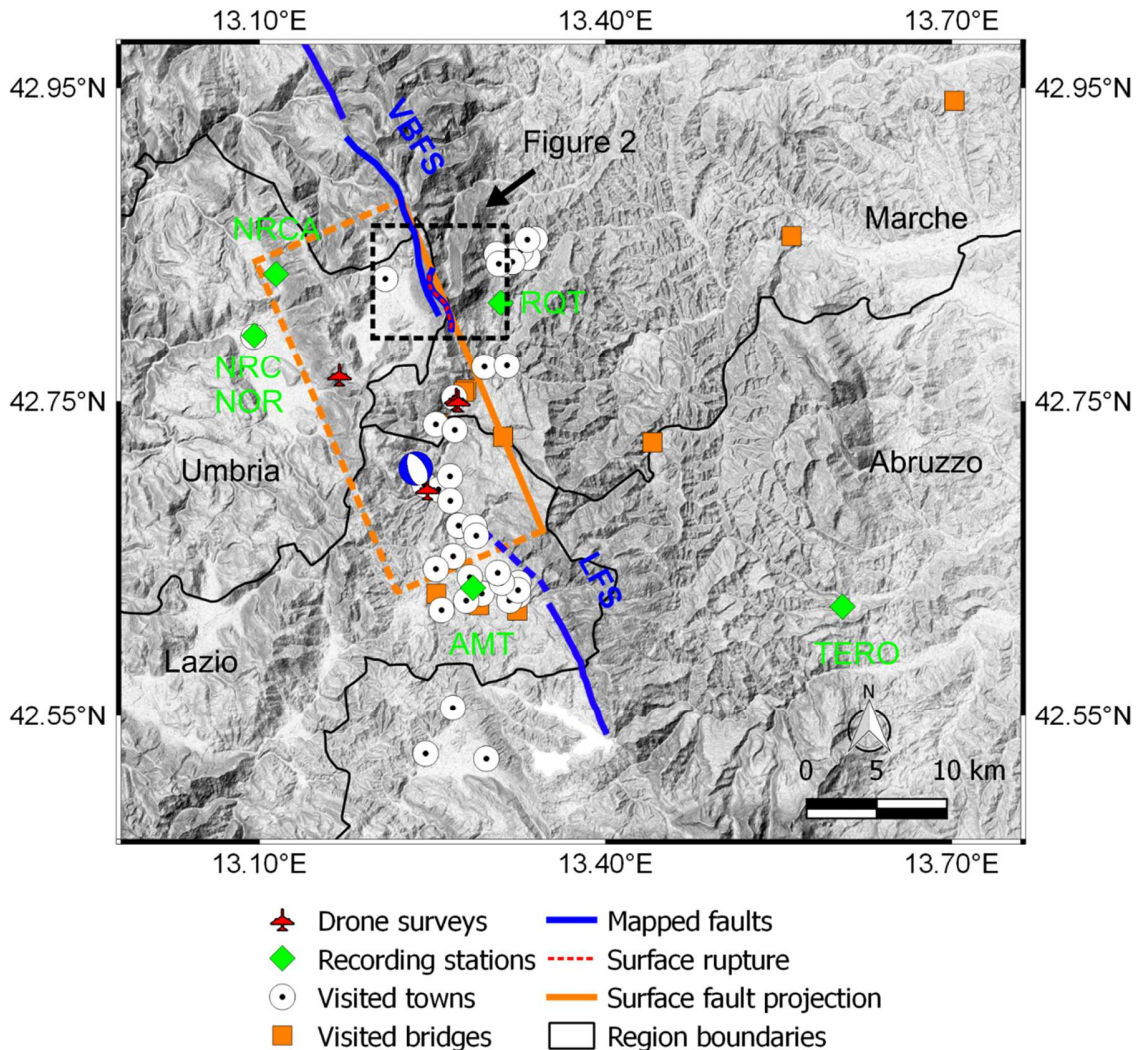 13.10°E 13.40°E 13.70°E
42.95°N 42.95°N
VBFS
Figure 2
Marche
NRCA
RQT
NRC
NOR
42.75°N 42.75°N
Umbria
Abruzzo
LFS
AMT
TERO
Lazio
N
42.55°N 42.55°N
0 5 10 km
13.10°E 13.40°E 13.70°E
Drone surveys Mapped faults
Recording stations Surface rupture
Visited towns Surface fault projection
Visited bridges Region boundaries